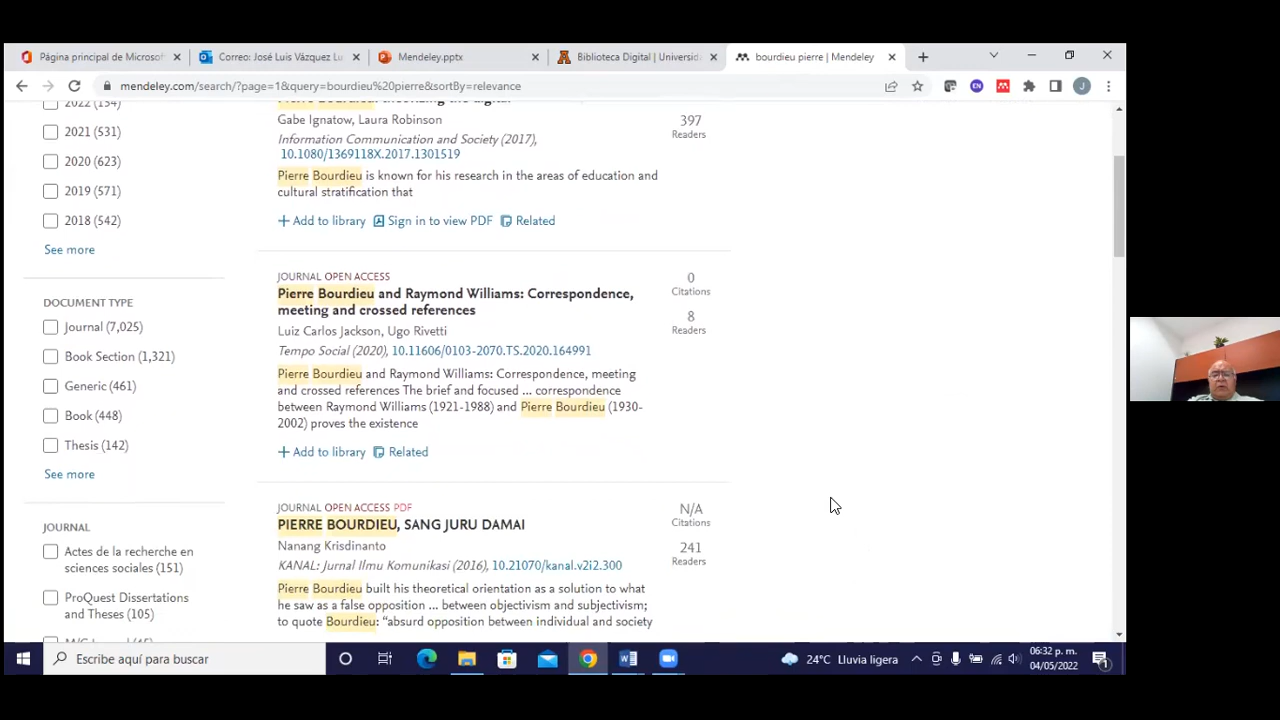 Página principal de Microsof
Correo: José Luis Vázquez Lu
Mendeley.pptx
Biblioteca Digital | Universida
bourdieu pierre | Mendeley
mendeley.com/search/?page=1&query=bourdieu%20pierre&sortBy=relevance
2021 (531)
2020 (623)
2019 (571)
2018 (542)
See more
DOCUMENT TYPE
Journal (7,025)
Book Section (1,321)
Generic (461)
Book (448)
Thesis (142)
See more
JOURNAL
Actes de la recherche en
sciences sociales (151)
ProQuest Dissertations
and Theses (105)
Gabe Ignatow, Laura Robinson
Information Communication and Society (2017),
10.1080/1369118X.2017.1301519
Pierre Bourdieu is known for his research in the areas of education and
cultural stratification that
+ Add to library Sign in to view PDF Related
397
Readers
JOURNAL OPEN ACCESS
Pierre Bourdieu and Raymond Williams: Correspondence,
meeting and crossed references
Luiz Carlos Jackson, Ugo Rivetti
Tempo Social (2020), 10.11606/0103-2070.TS.2020.164991
Pierre Bourdieu and Raymond Williams: Correspondence, meeting
and crossed references The brief and focused ... correspondence
between Raymond Williams (1921-1988) and Pierre Bourdieu (1930-
2002) proves the existence
+ Add to library Related
0
Citations
8
Readers
JOURNAL OPEN ACCESS PDF
PIERRE BOURDIEU, SANG JURU DAMAI
Nanang Krisdinanto
KANAL: Jurnal Ilmu Komunikasi (2016), 10.21070/kanal.v2i2.300
Pierre Bourdieu built his theoretical orientation as a solution to what
he saw as a false opposition ... between objectivism and subjectivism;
to quote Bourdieu: “absurd opposition between individual and society
N/A
Citations
241
Readers
Escribe aquí para buscar
24°C Lluvia ligera
06:32 p. m.
04/05/2022